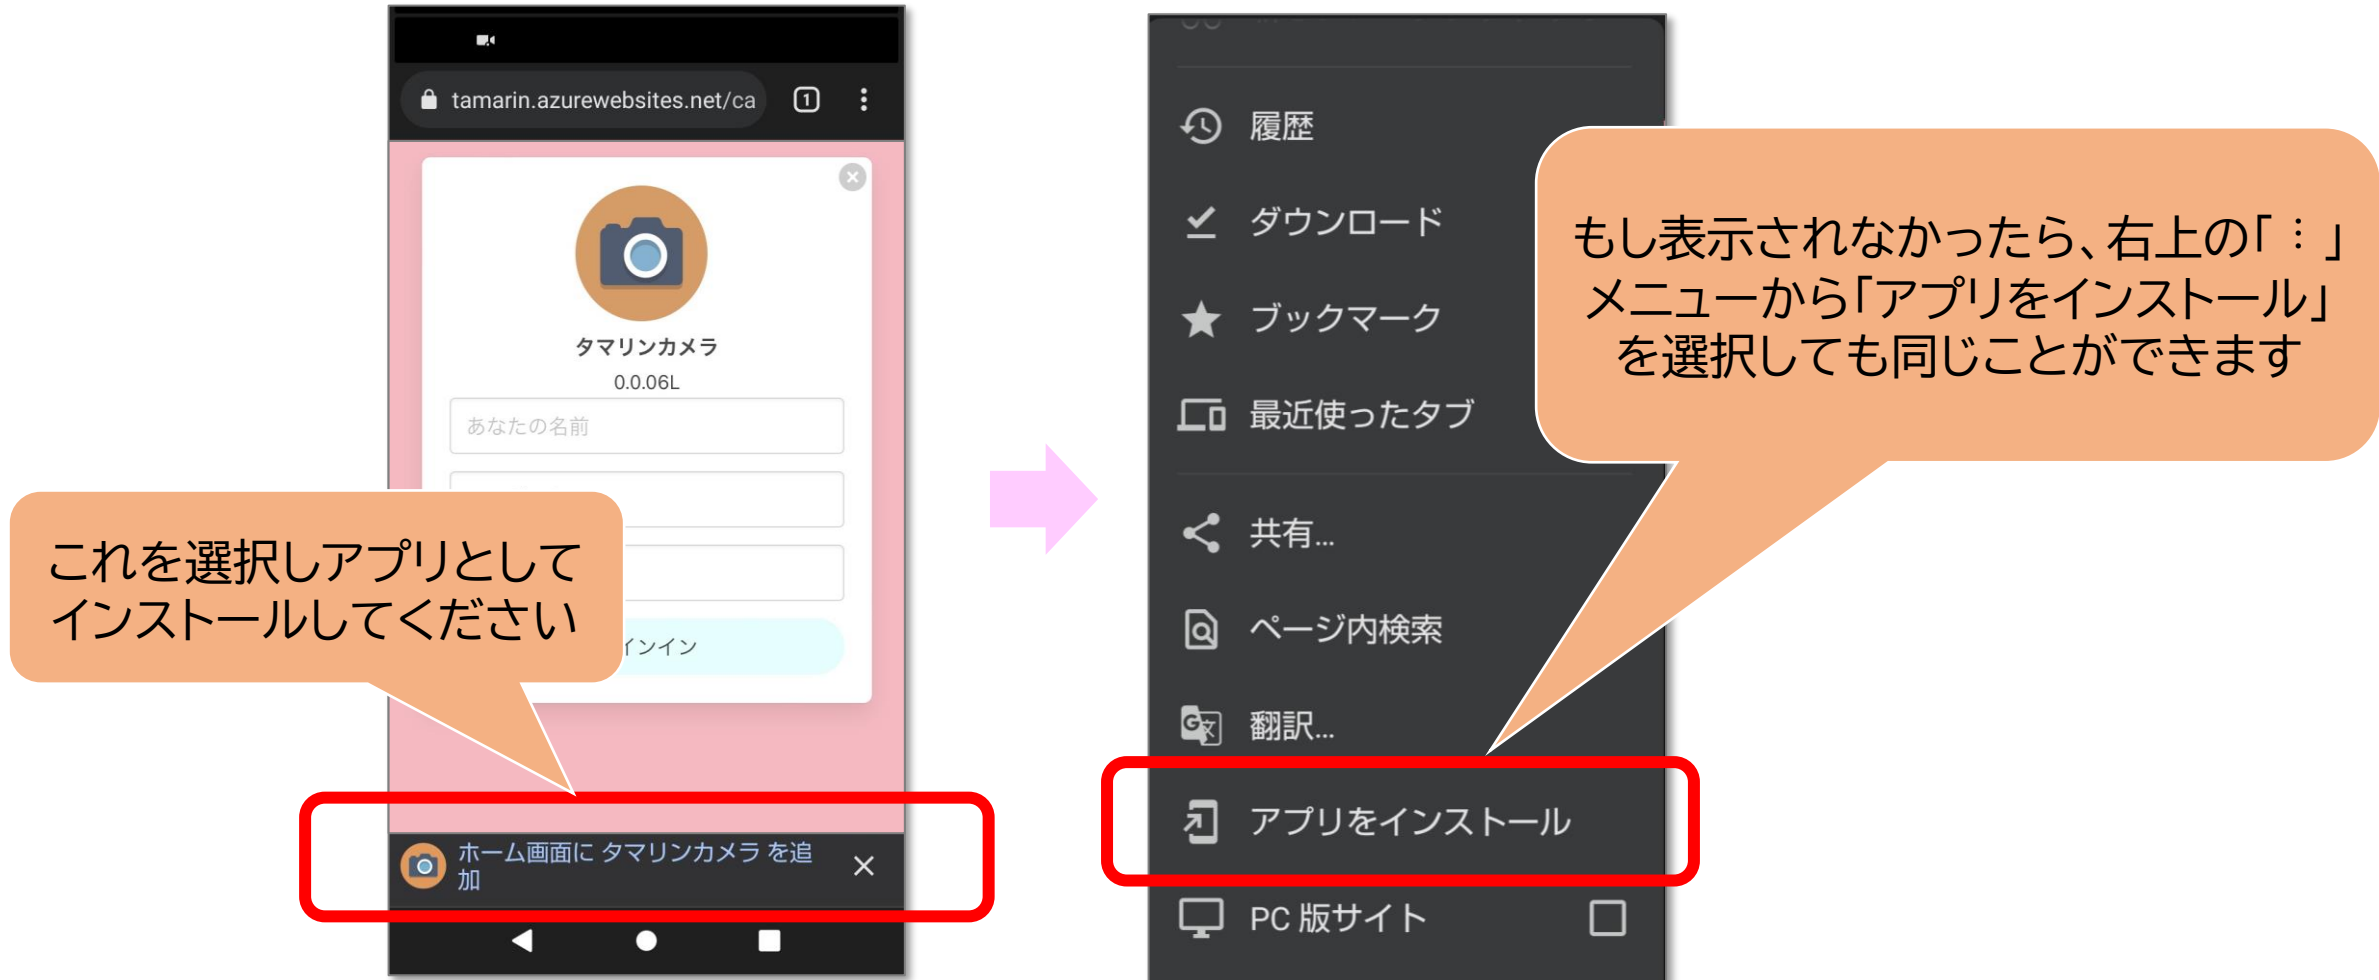 tamarin.azurewebsites.net/ca
1
タマリンカメラ
0.0.06L
あなたの名前
これを選択しアプリとして
インストールしてください
インイン
ホーム画面に タマリンカメラ を追
加
履歴
ダウンロード
ブックマーク
最近使ったタブ
共有...
ページ内検索
翻訳...
アプリをインストール
PC 版サイト
もし表示されなかったら、右上の「︙」
メニューから「アプリをインストール」
を選択しても同じことができます